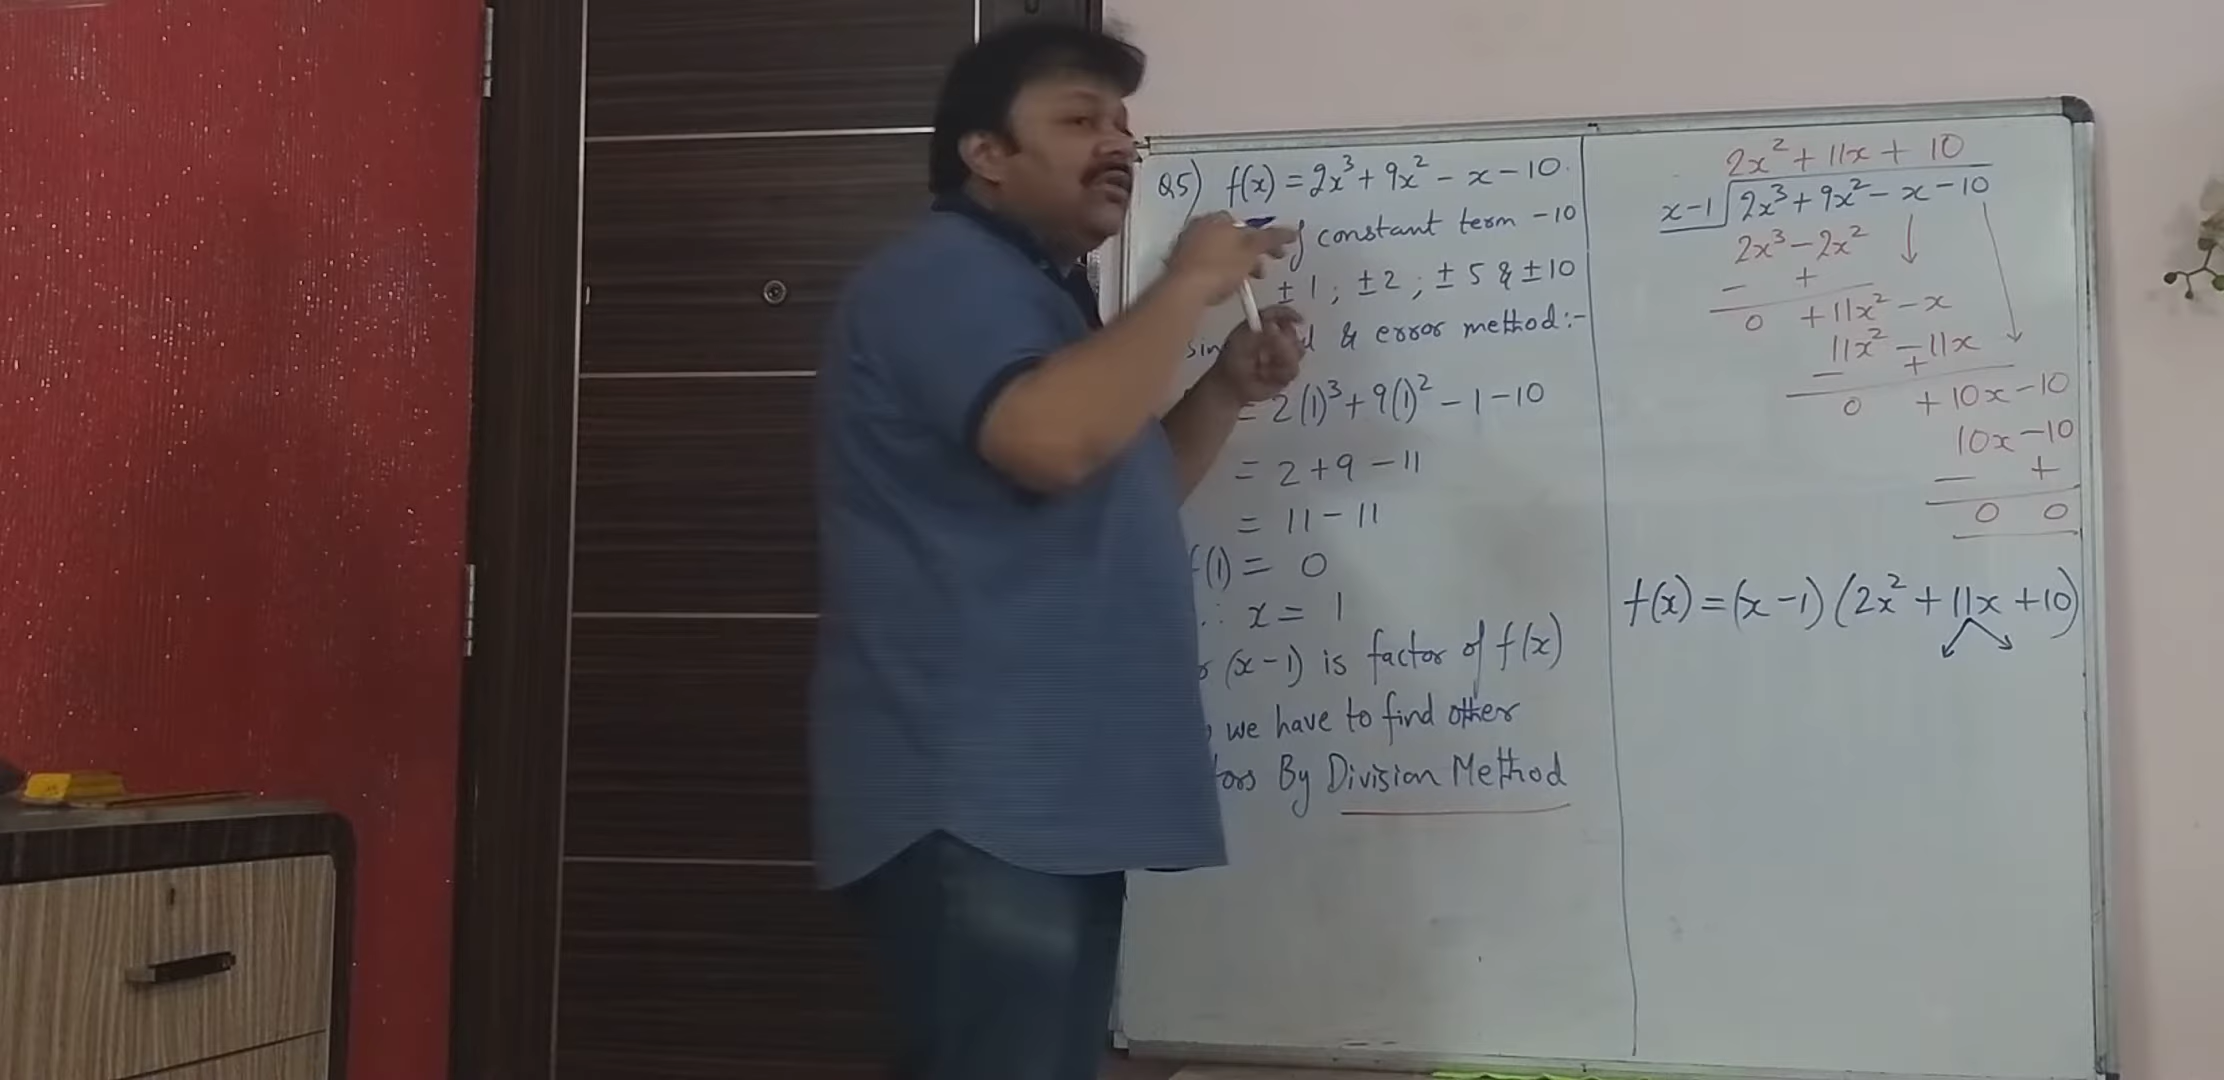 Q5) f(x) = 2x³ + 9x² - x - 10
constant term -10
± 1 ; ± 2 ; ± 5 & ± 10
& error method :-
= 2(1)³ + 9(1)² - 1 - 10
= 2 + 9 - 11
= 11 - 11
f(1) = 0
∴ x = 1
(x-1) is factor of f(x)
we have to find other
By Division Method
2x² + 11x + 10
x-1 2x³ + 9x² - x - 10
2x³ - 2x²
- +
0 + 11x² - x
11x² - 11x
- +
0 + 10x - 10
10x - 10
- +
0 0
f(x) = (x-1) (2x² + 11x + 10)